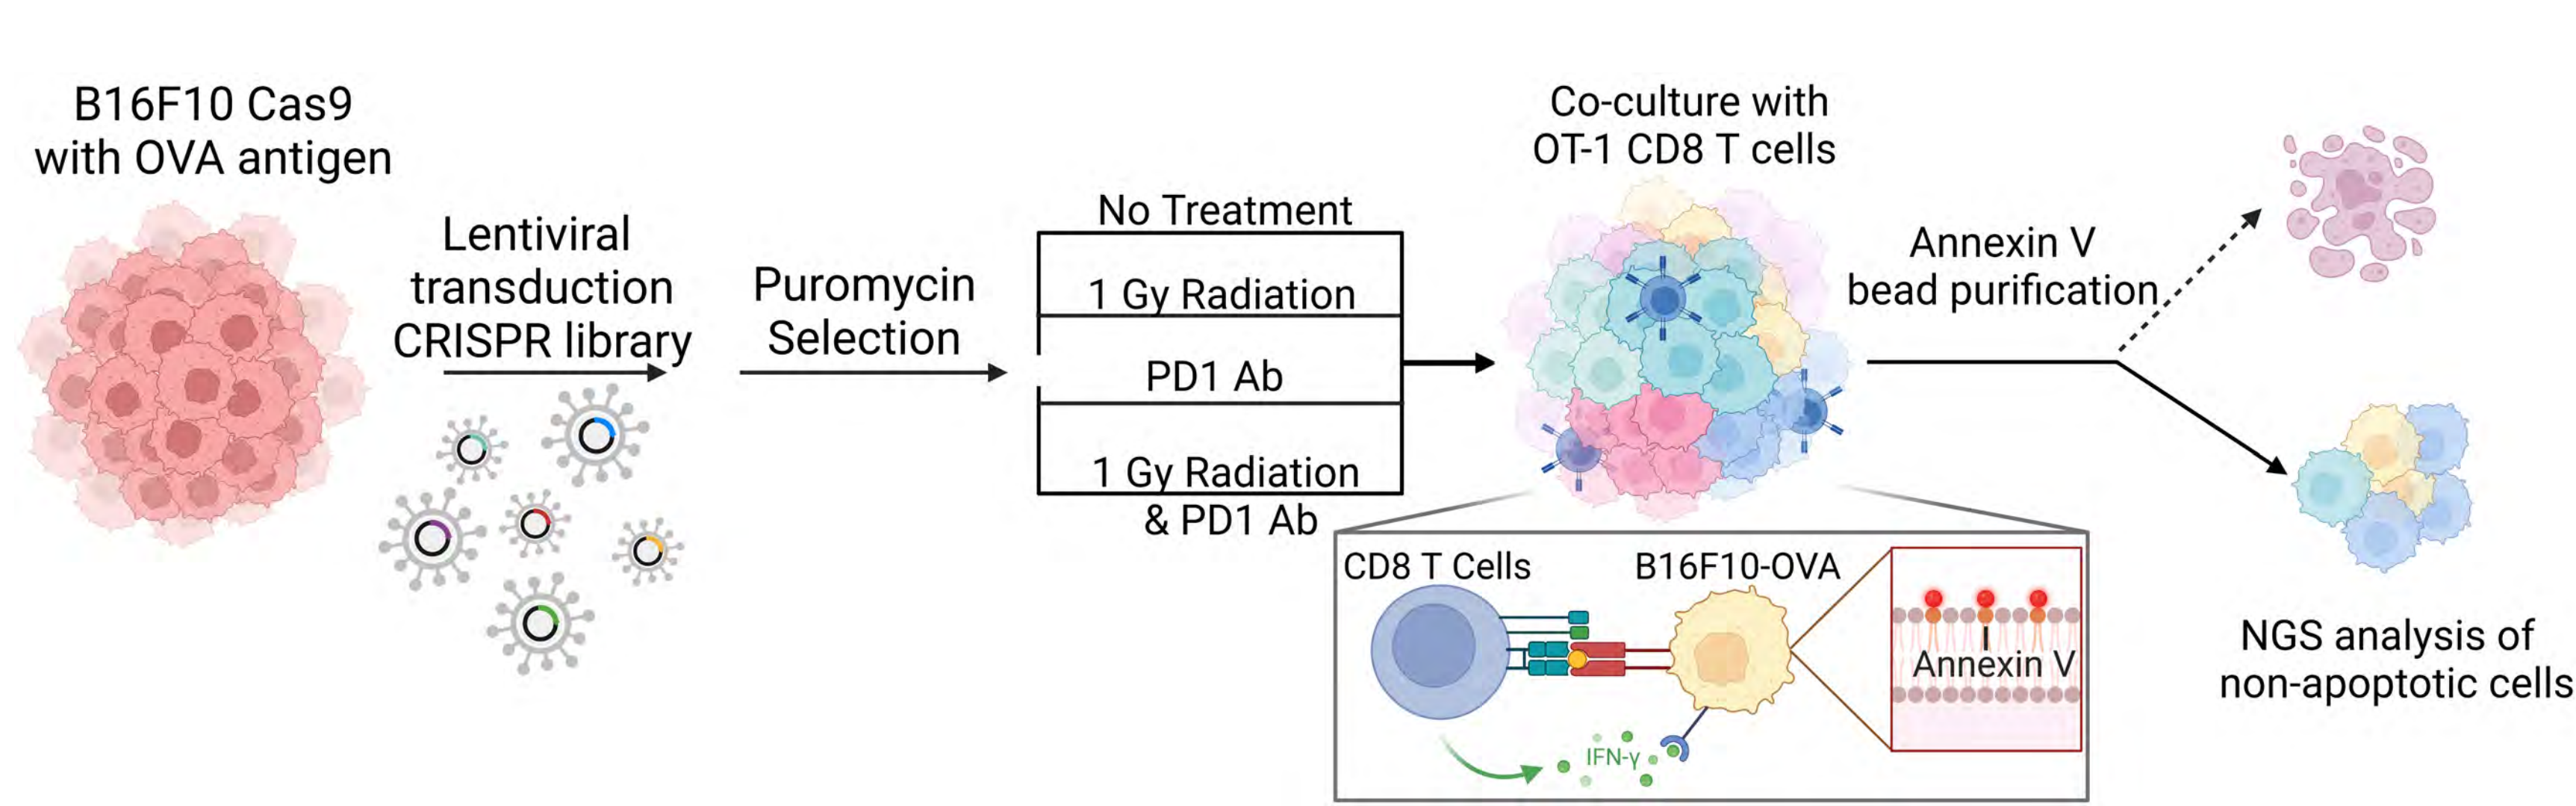 B16F10 Cas9
with OVA antigen
Lentiviral
transduction
CRISPR library
Puromycin
Selection
No Treatment
1 Gy Radiation
PD1 Ab
1 Gy Radiation
& PD1 Ab
Co-culture with
OT-1 CD8 T cells
CD8 T Cells
B16F10-OVA
IFN-γ
Annexin V
Annexin V
bead purification
NGS analysis of
non-apoptotic cells